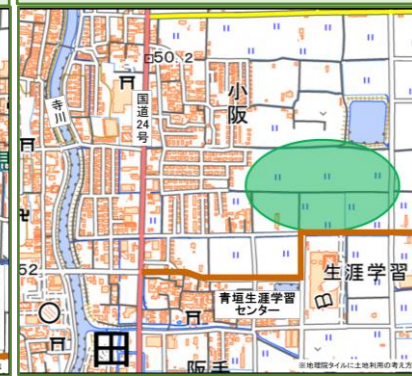 50.2
小
阪
寺
川
国
道
24
号
52
生涯学習
青垣生涯学習
センター
田
阪手
※地理院タイルに土地利用の考え方